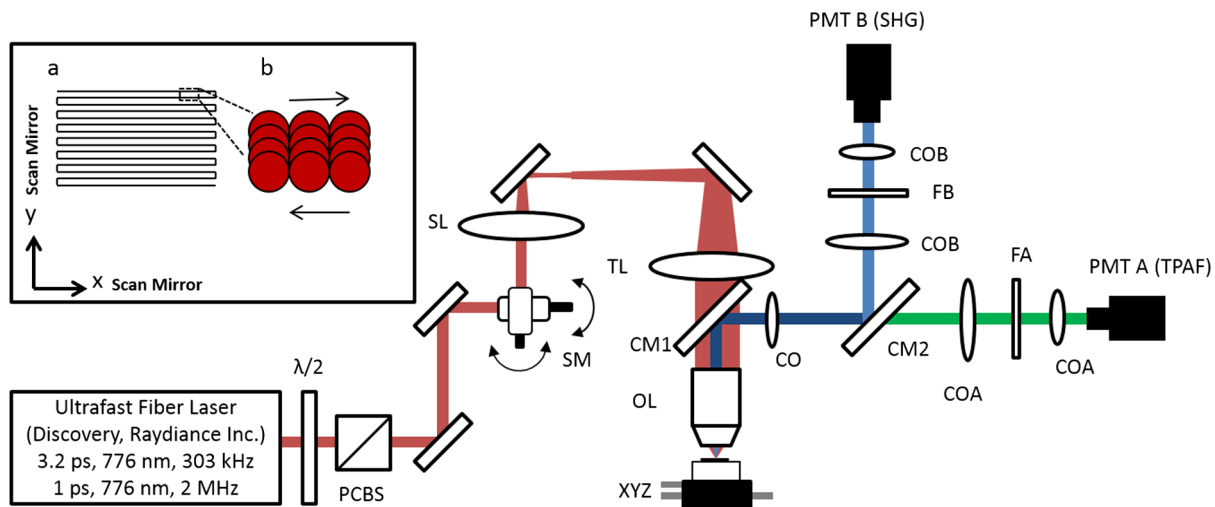 PMT B (SHG)
a
b
Scan Mirror
y
x
Scan Mirror
SL
SM
TL
CM1
CO
OL
XYZ
COB
FB
COB
CM2
FA
COA
COA
PMT A (TPAF)
λ/2
PCBS
Ultrafast Fiber Laser
(Discovery, Raydiance Inc.)
3.2 ps, 776 nm, 303 kHz
1 ps, 776 nm, 2 MHz